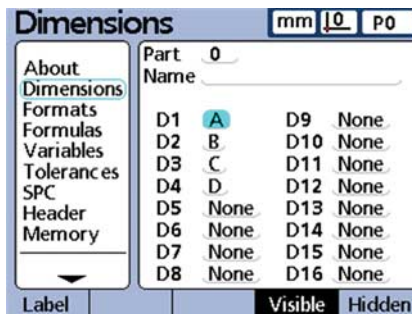 Dimensions mm 0 P0
About
Dimensions
Formats
Formulas
Variables
Tolerances
SPC
Header
Memory
Part 0
Name
D1 A D9 None
D2 B D10 None
D3 C D11 None
D4 D D12 None
D5 None D13 None
D6 None D14 None
D7 None D15 None
D8 None D16 None
Label Visible Hidden